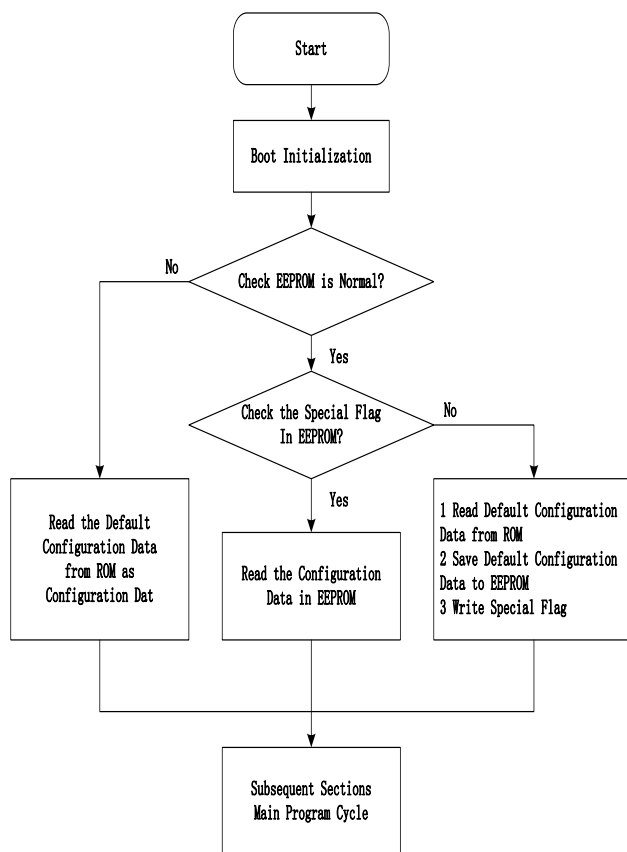 Start
Boot Initialization
No
Check EEPROM is Normal?
Yes
Check the Special Flag
In EEPROM?
No
Yes
Read the Default
Configuration Data
from ROM as
Configuration Dat
Read the Configuration
Data in EEPROM
1 Read Default Configuration
Data from ROM
2 Save Default Configuration
Data to EEPROM
3 Write Special Flag
Subsequent Sections
Main Program Cycle